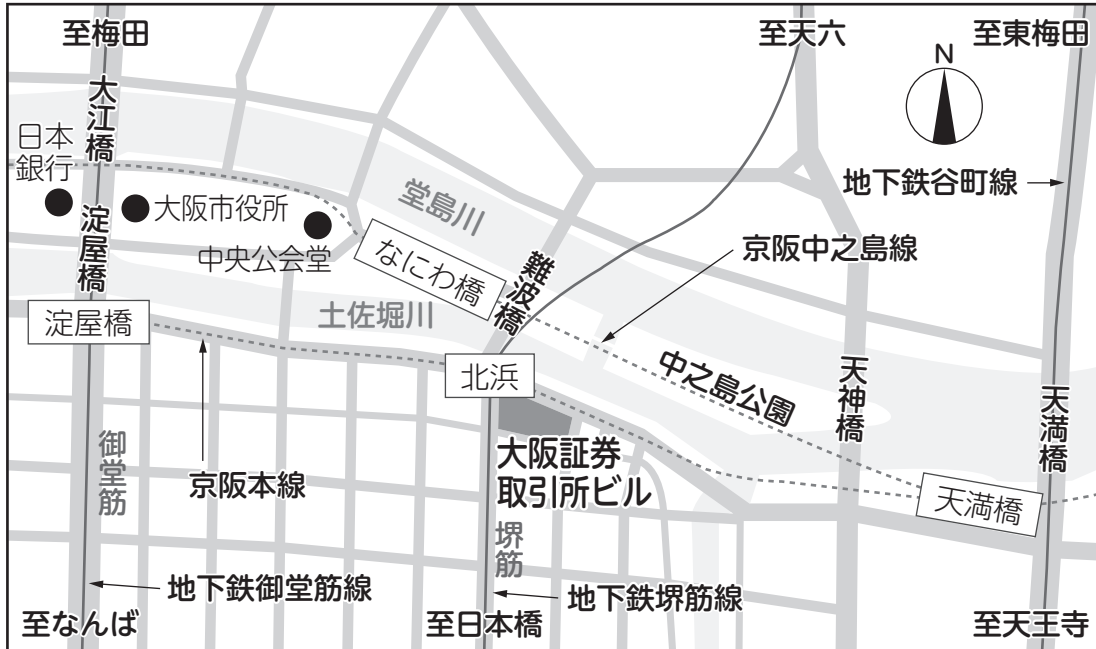 至梅田
至天六
至東梅田
N
大江橋
日本
銀行
大阪市役所
中央公会堂
淀屋橋
堂島川
なにわ橋
難波橋
地下鉄谷町線
京阪中之島線
淀屋橋
土佐堀川
北浜
中之島公園
天神橋
天満橋
御堂筋
京阪本線
大阪証券
取引所ビル
天満橋
堺筋
地下鉄御堂筋線
地下鉄堺筋線
至なんば
至日本橋
至天王寺